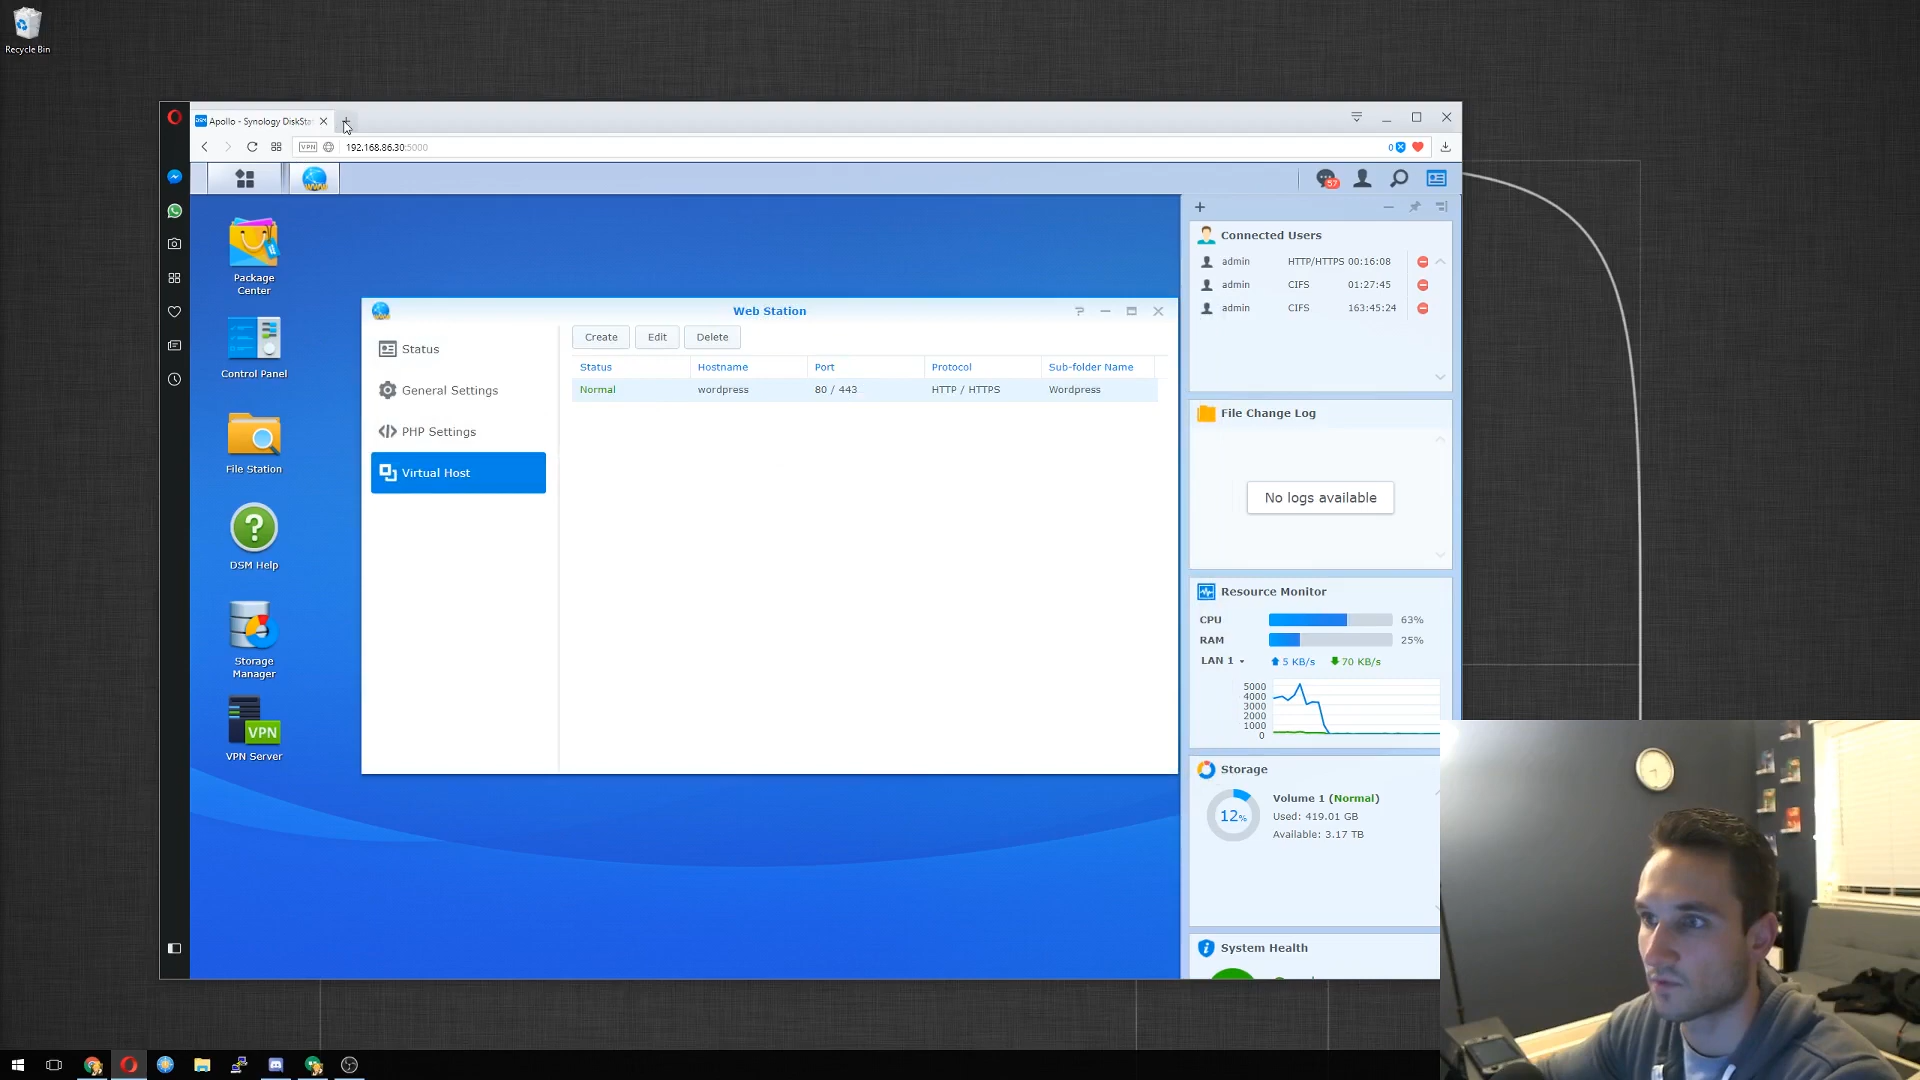 Recycle Bin
Apollo - Synology DiskSta
VPN
192.168.86.30:5000
0
57
Package
Center
Control Panel
File Station
DSM Help
Storage
Manager
VPN
VPN Server
Web Station
Status
General Settings
PHP Settings
Virtual Host
Create
Edit
Delete
Status
Hostname
Port
Protocol
Sub-folder Name
Normal
wordpress
80 / 443
HTTP / HTTPS
Wordpress
Connected Users
admin
HTTP/HTTPS
00:16:08
admin
CIFS
01:27:45
admin
CIFS
163:45:24
File Change Log
No logs available
Resource Monitor
CPU
63%
RAM
25%
LAN 1
5 KB/s
70 KB/s
5000
4000
3000
2000
1000
0
Storage
12%
Volume 1 (Normal)
Used: 419.01 GB
Available: 3.17 TB
System Health